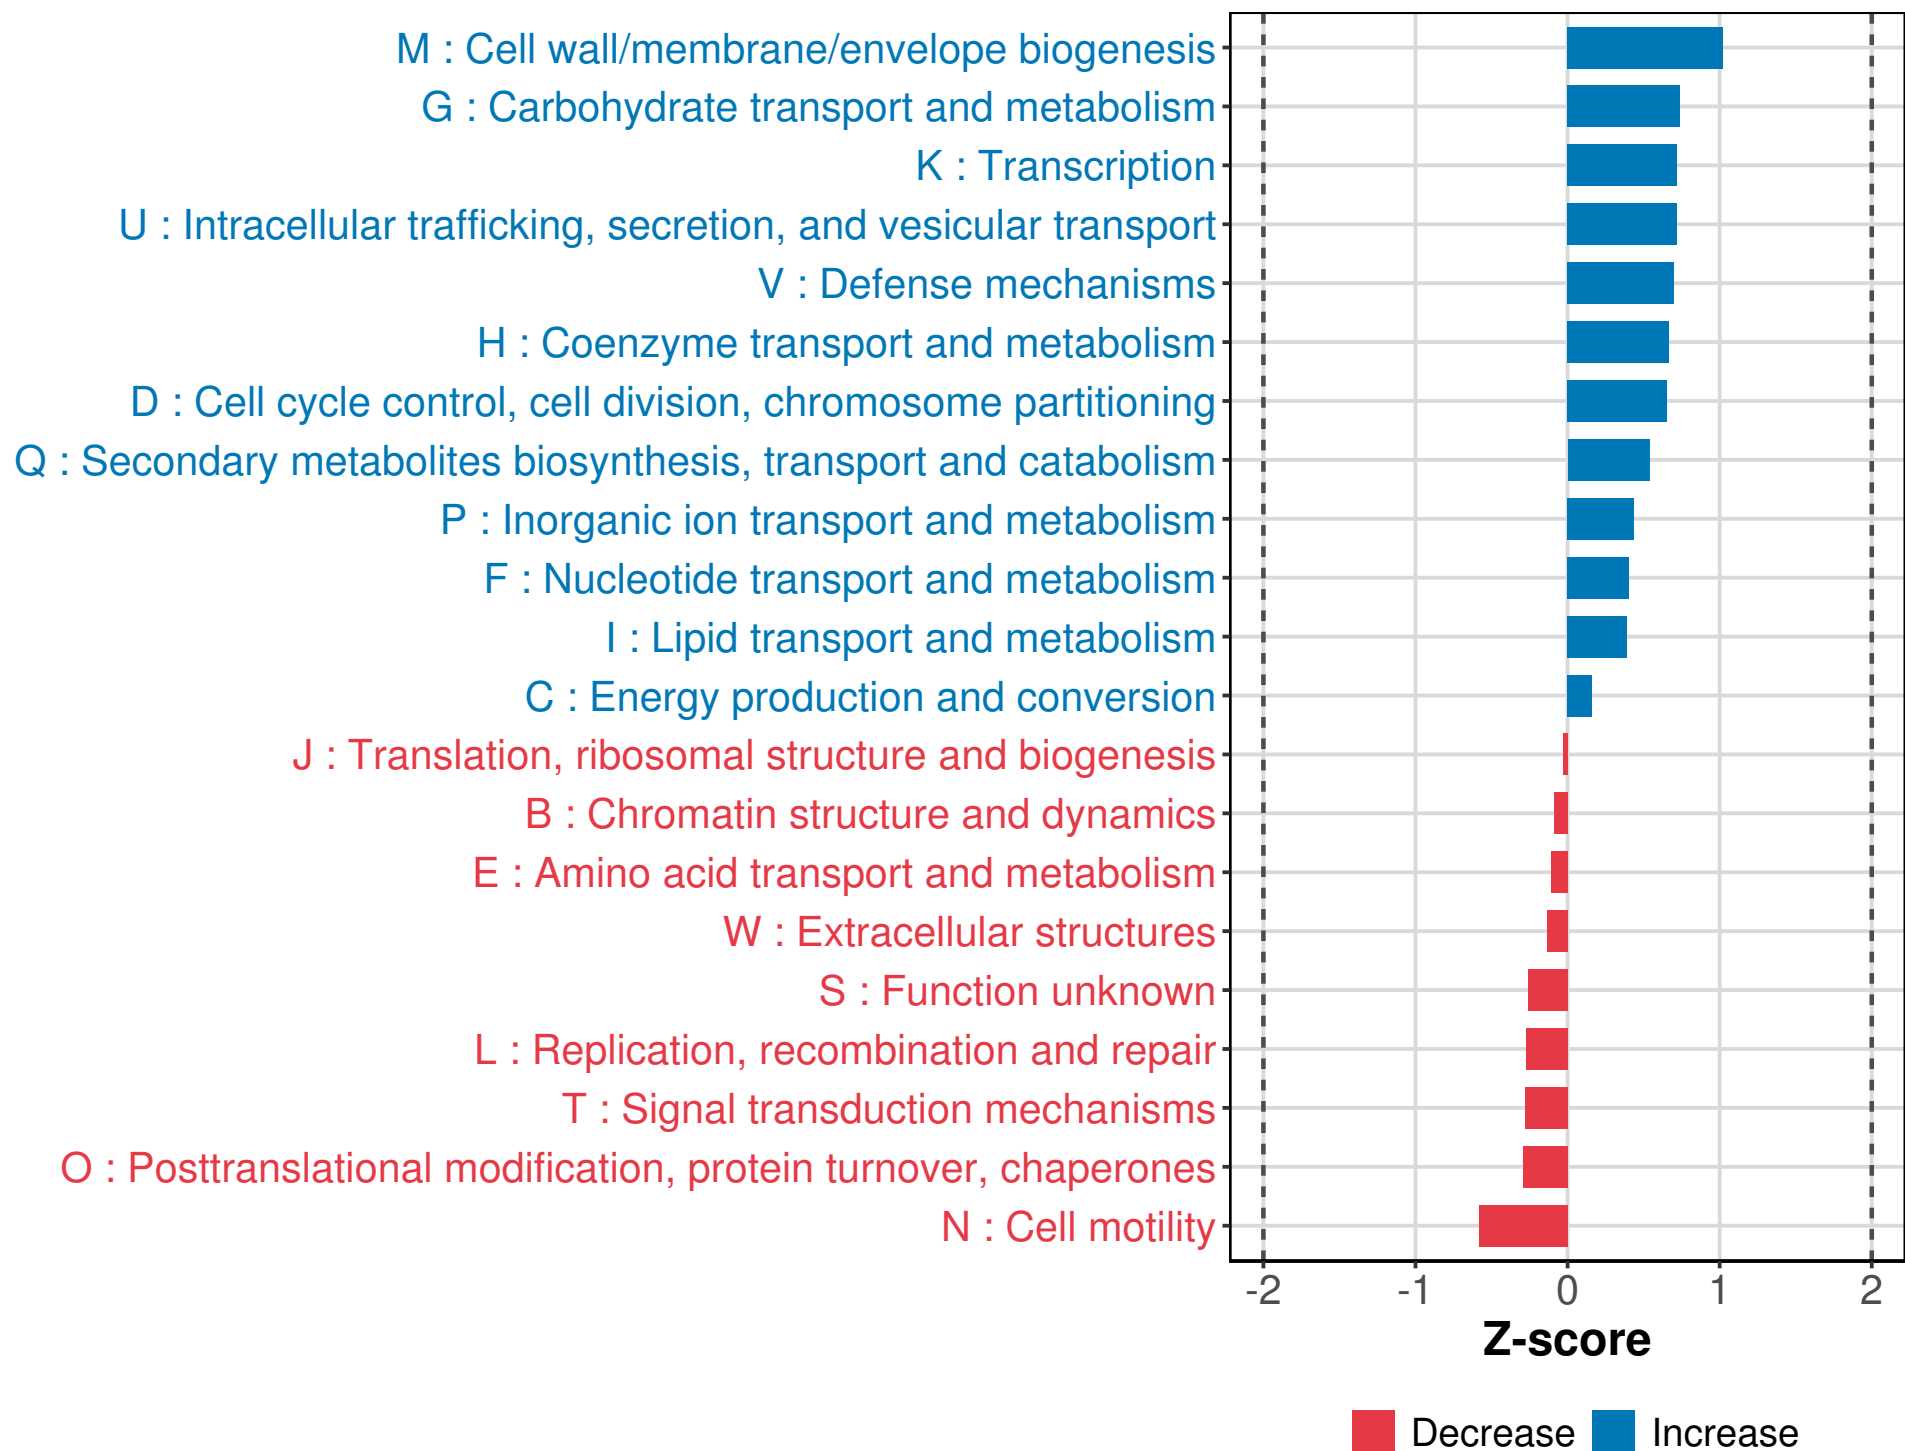 M : Cell wall/membrane/envelope biogenesis
G : Carbohydrate transport and metabolism
K : Transcription
U : Intracellular trafficking, secretion, and vesicular transport
V : Defense mechanisms
H : Coenzyme transport and metabolism
D : Cell cycle control, cell division, chromosome partitioning
Q : Secondary metabolites biosynthesis, transport and catabolism
P : Inorganic ion transport and metabolism
F : Nucleotide transport and metabolism
I : Lipid transport and metabolism
C : Energy production and conversion
J : Translation, ribosomal structure and biogenesis
B : Chromatin structure and dynamics
E : Amino acid transport and metabolism
W : Extracellular structures
S : Function unknown
L : Replication, recombination and repair
T : Signal transduction mechanisms
O : Posttranslational modification, protein turnover, chaperones
N : Cell motility
-2 -1 0 1 2
Z-score
Decrease Increase